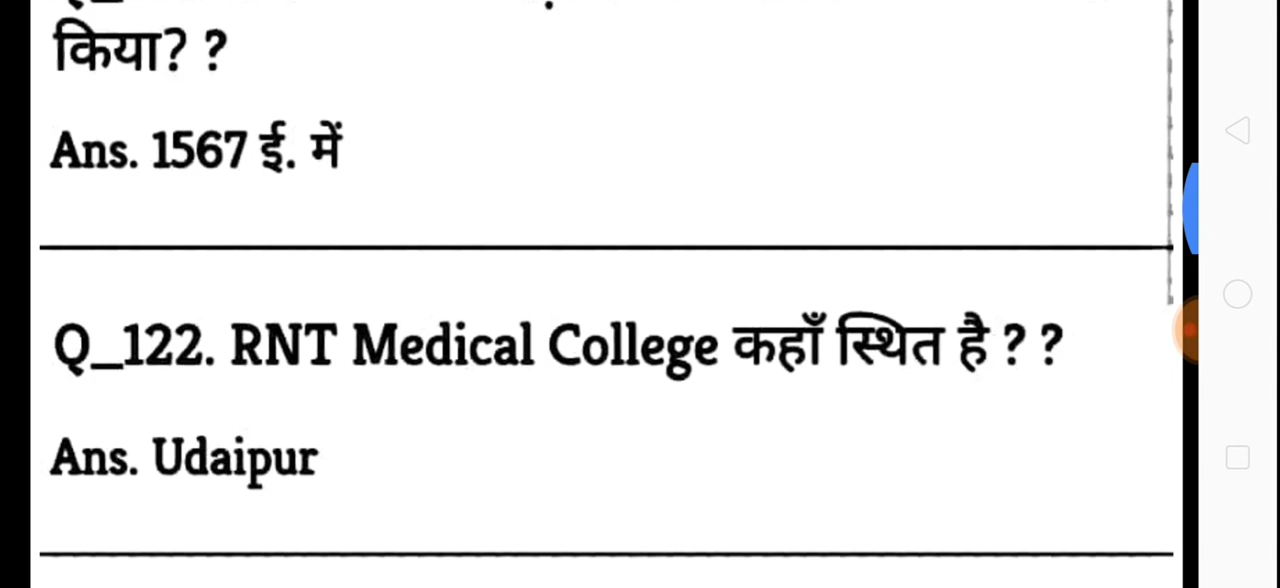 किया? ?
Ans. 1567 ई. में
Q_122. RNT Medical College कहाँ स्थित है ? ?
Ans. Udaipur